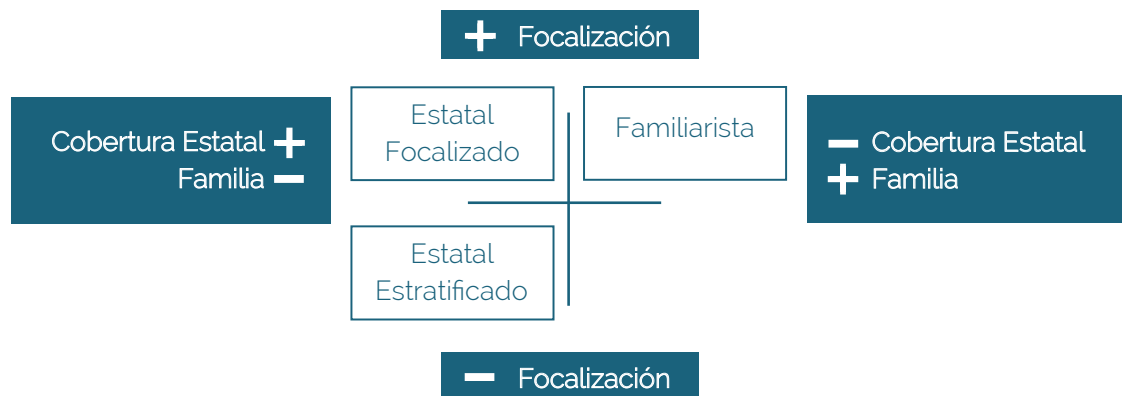 + Focalización
Cobertura Estatal +
Familia −
Estatal
Focalizado
Familiarista
− Cobertura Estatal
+ Familia
Estatal
Estratificado
− Focalización